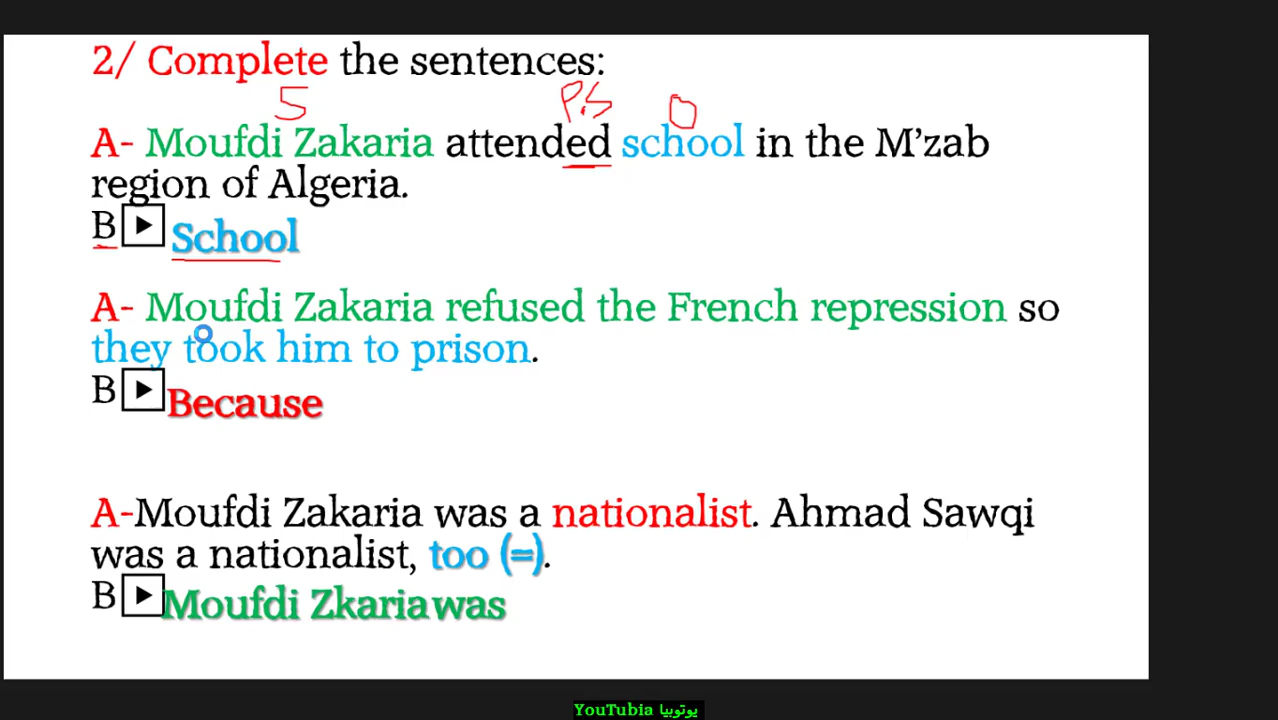 2/ Complete the sentences:
S P.S O
A- Moufdi Zakaria attended school in the M’zab
region of Algeria.
B School
A- Moufdi Zakaria refused the French repression so
they took him to prison.
B Because
A-Moufdi Zakaria was a nationalist. Ahmad Sawqi
was a nationalist, too (=).
B Moufdi Zkaria was
YouTubia يوتوبيا